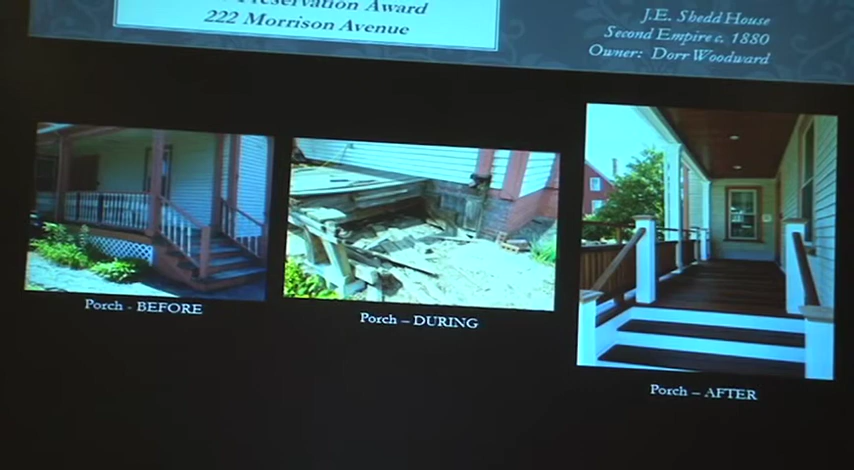 Preservation Award
222 Morrison Avenue
J.E. Shedd House
Second Empire c. 1880
Owner: Dorr Woodward
Porch - BEFORE
Porch – DURING
Porch – AFTER